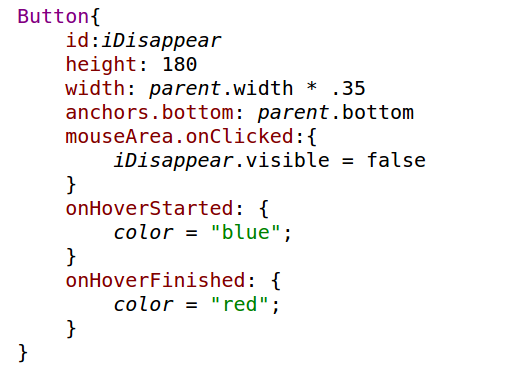 Button{
    id:iDisappear
    height: 180
    width: parent.width * .35
    anchors.bottom: parent.bottom
    mouseArea.onClicked:{
        iDisappear.visible = false
    }
    onHoverStarted: {
        color = "blue";
    }
    onHoverFinished: {
        color = "red";
    }
}